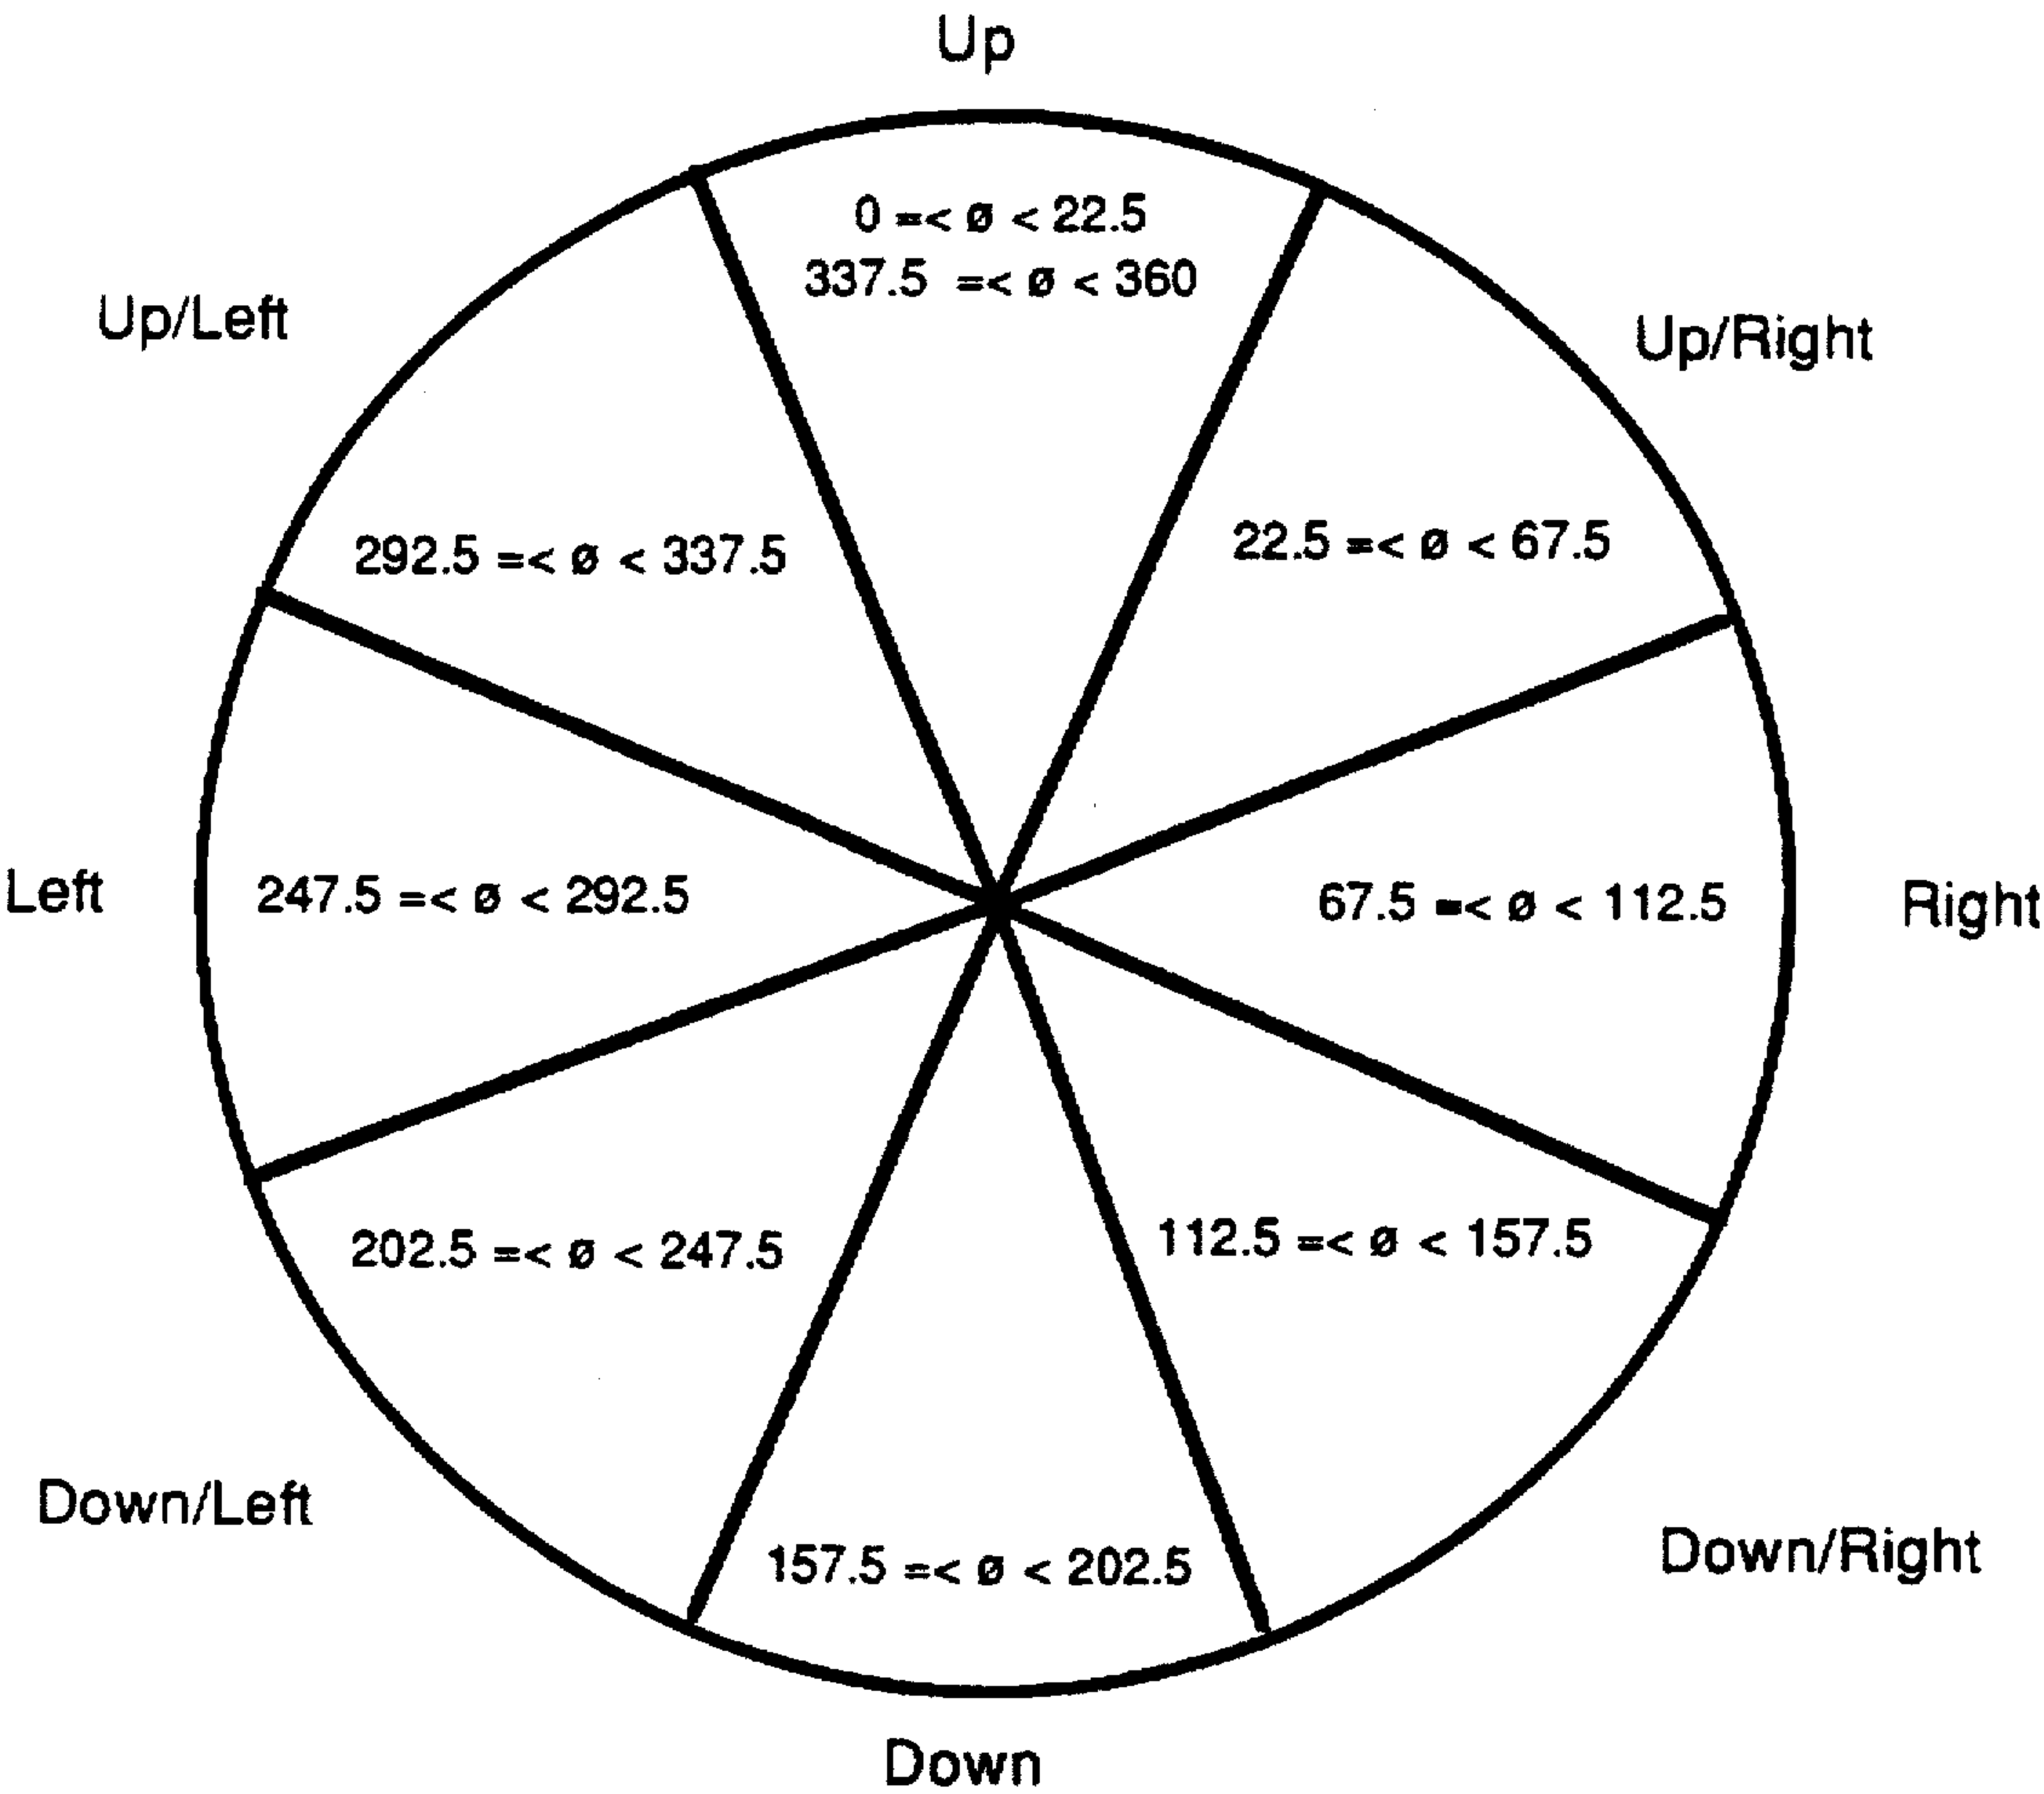 Up
0 =< ø < 22.5
337.5 =< ø < 360
Up/Left
Up/Right
292.5 =< ø < 337.5
22.5 =< ø < 67.5
Left
247.5 =< ø < 292.5
67.5 =< ø < 112.5
Right
202.5 =< ø < 247.5
112.5 =< ø < 157.5
Down/Left
Down/Right
157.5 =< ø < 202.5
Down